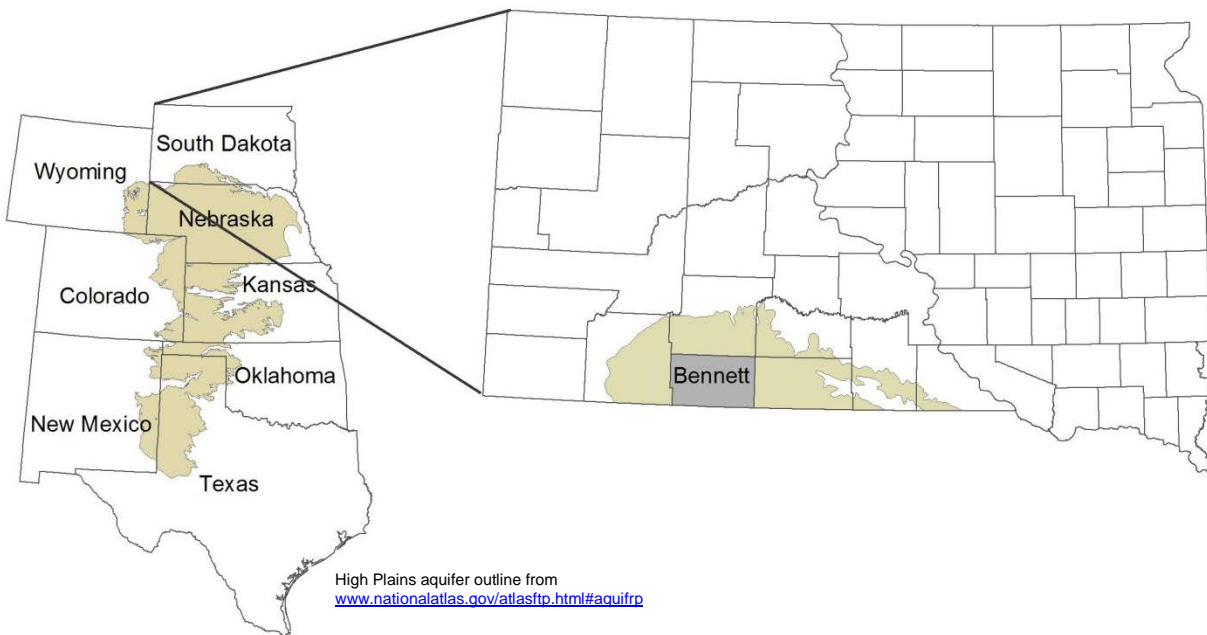 South Dakota
Wyoming
Nebraska
Kansas
Colorado
Oklahoma
New Mexico
Texas
Bennett
High Plains aquifer outline from
www.nationalatlas.gov/atlasftp.html#aquifrp